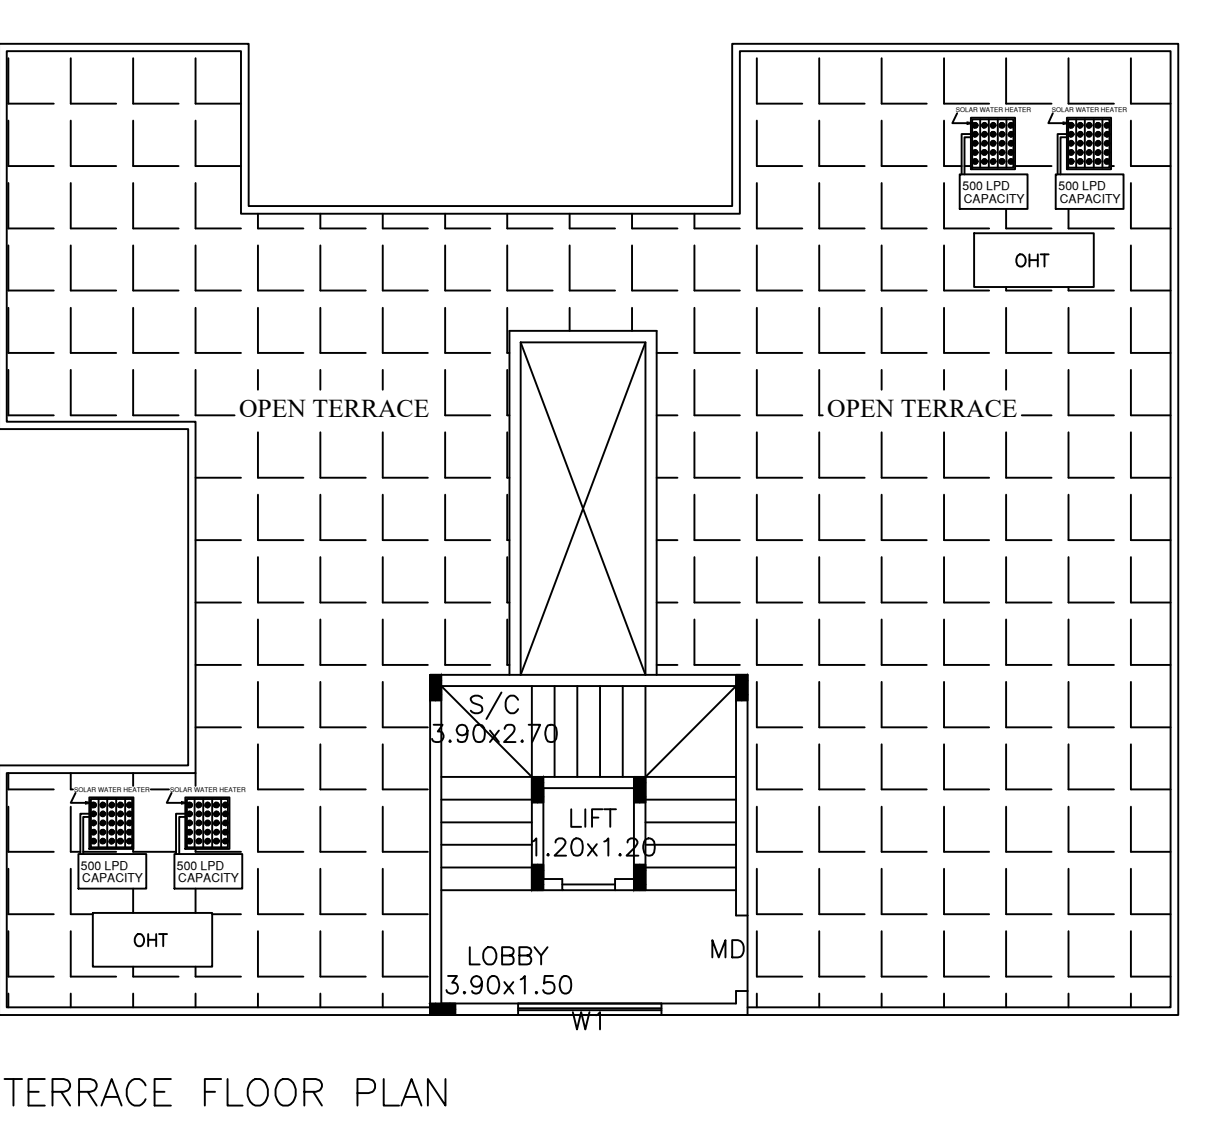 SOLAR WATER HEATER
SOLAR WATER HEATER
500 LPD
CAPACITY
500 LPD
CAPACITY
OHT
OPEN TERRACE
OPEN TERRACE
S/C
3.90x2.70
SOLAR WATER HEATER
SOLAR WATER HEATER
LIFT
1.20x1.20
500 LPD
CAPACITY
500 LPD
CAPACITY
OHT
LOBBY
3.90x1.50
MD
W1
TERRACE FLOOR PLAN